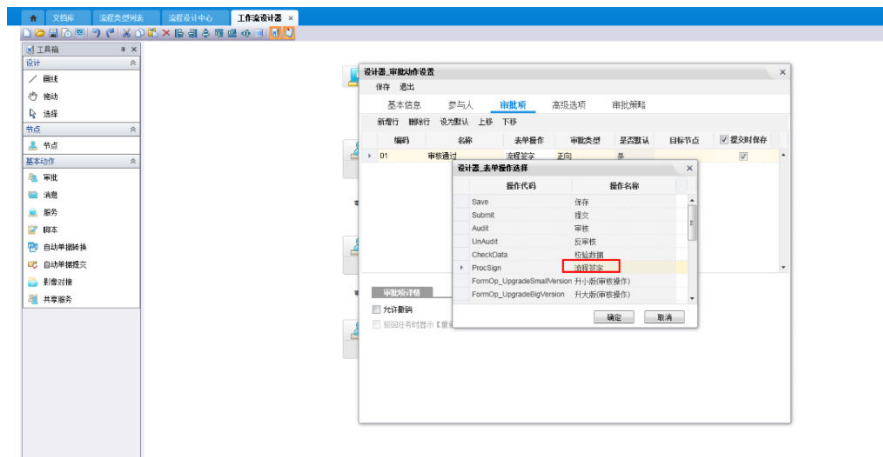 文档库 流程类型列表 流程设计中心 工作流设计器 ×
工具箱
设计
画线
拖动
选择
节点
节点
基本动作
审批
消息
服务
脚本
自动单据转换
自动单据提交
影像对接
共享服务
设计器_审批动作设置
保存 退出
基本信息 参与人 审批项 高级选项 审批策略
新增行 删除行 设为默认 上移 下移
编码 名称 表单操作 审批类型 是否默认 目标节点 提交时保存
01 审核通过 流程签字 正向 是
设计器_表单操作选择
操作代码 操作名称
Save 保存
Submit 提交
Audit 审核
UnAudit 反审核
CheckData 校验数据
ProcSign 流程签字
FormOp_UpgradeSmallVersion 升小版(审核操作)
FormOp_UpgradeBigVersion 升大版(审核操作)
确定 取消
审批项详情
允许撤销
驳回任务时显示